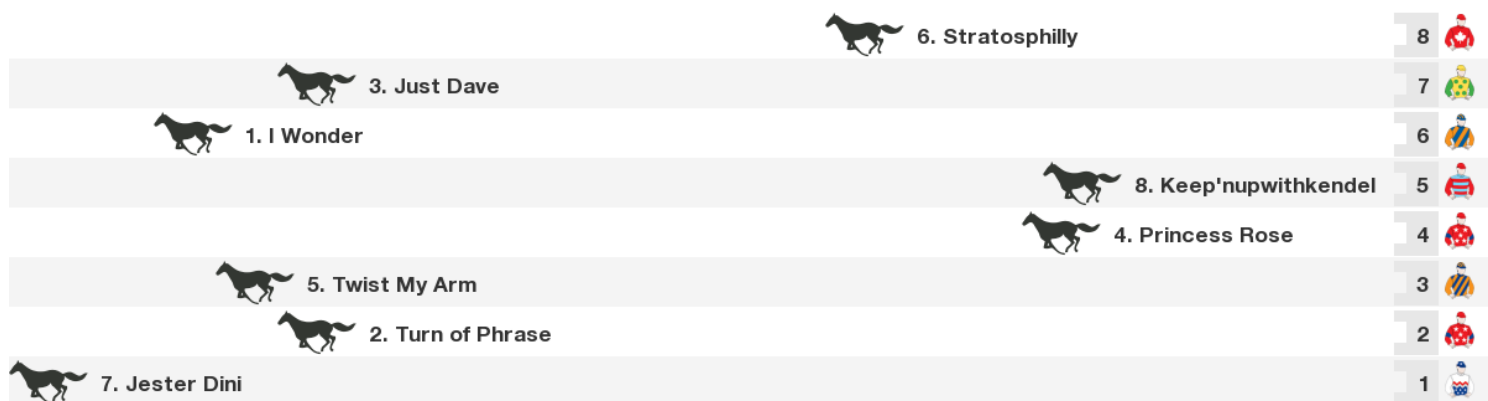 6. Stratosphilly 8
3. Just Dave 7
1. I Wonder 6
8. Keep'nupwithkendel 5
4. Princess Rose 4
5. Twist My Arm 3
2. Turn of Phrase 2
7. Jester Dini 1